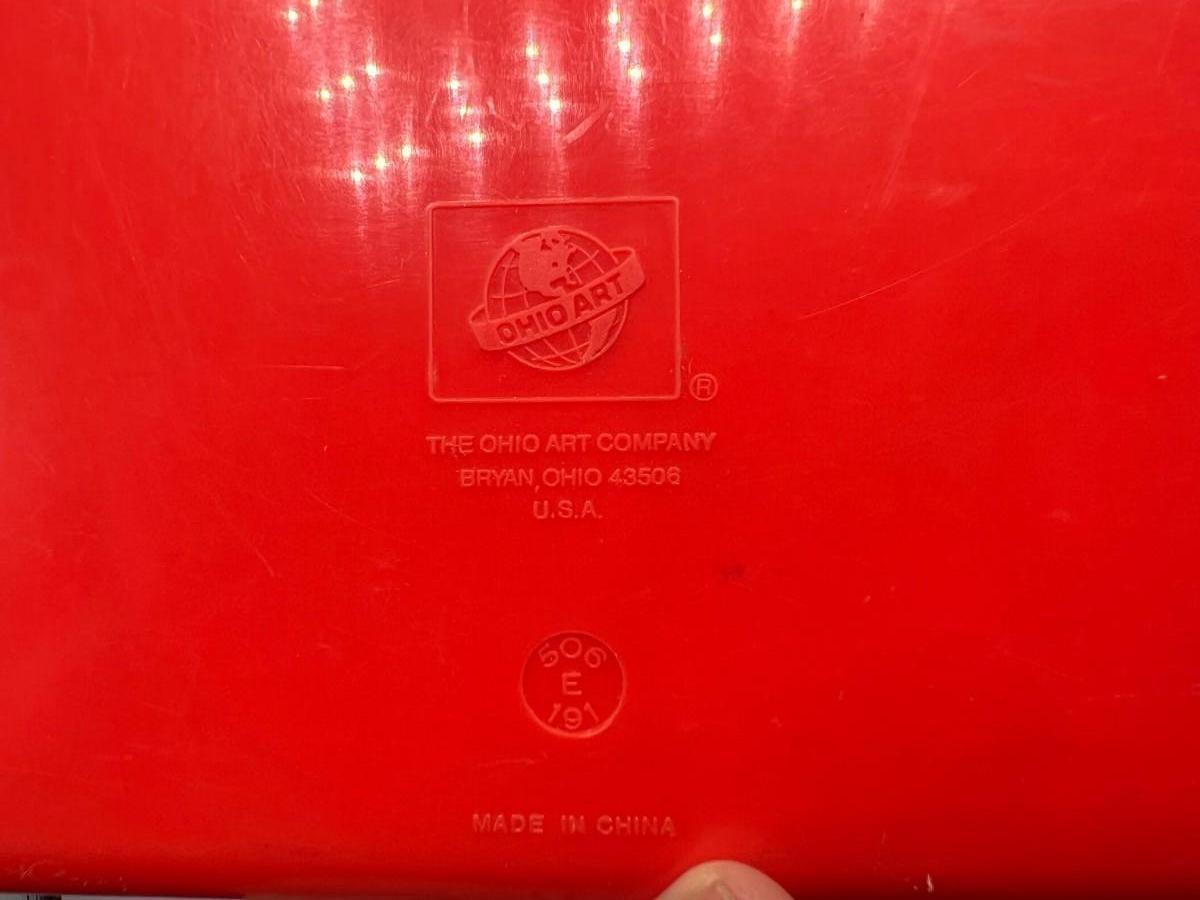 OHIO ART
®
THE OHIO ART COMPANY
BRYAN, OHIO 43506
U.S.A.
506
E
191
MADE IN CHINA